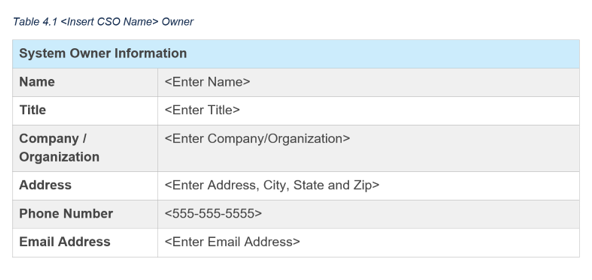 Table 4.1 <Insert CSO Name> Owner
System Owner Information
Name <Enter Name>
Title <Enter Title>
Company / <Enter Company/Organization>
Organization
Address <Enter Address, City, State and Zip>
Phone Number <555-555-5555>
Email Address <Enter Email Address>